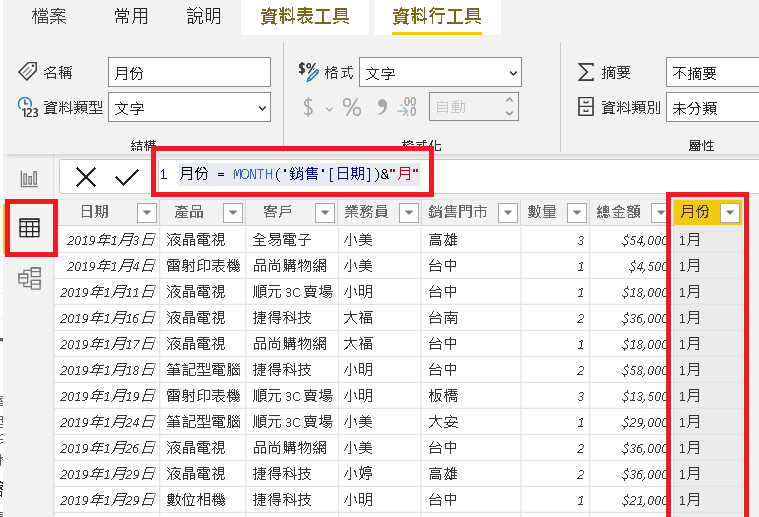 檔案 常用 說明 資料表工具 資料行工具
名稱 月份 $% 格式 文字 摘要 不摘要
123 資料類型 文字 $ % 9 .00 自動 資料類別 未分類
結構 格式化 屬性
1 月份 = MONTH('銷售'[日期])&"月"
日期 產品 客戶 業務員 銷售門市 數量 總金額 月份
2019年1月3日 液晶電視 全易電子 小美 高雄 3 $54,000 1月
2019年1月4日 雷射印表機 品尚購物網 小美 台中 1 $4,500 1月
2019年1月11日 液晶電視 順元3C賣場 小明 台中 1 $18,000 1月
2019年1月16日 液晶電視 捷得科技 大福 台南 2 $36,000 1月
2019年1月17日 液晶電視 品尚購物網 大福 台中 1 $18,000 1月
2019年1月18日 筆記型電腦 捷得科技 小明 台中 2 $58,000 1月
2019年1月19日 雷射印表機 順元3C賣場 小明 板橋 3 $13,500 1月
2019年1月24日 筆記型電腦 順元3C賣場 小美 大安 1 $29,000 1月
2019年1月26日 液晶電視 品尚購物網 小美 台中 2 $36,000 1月
2019年1月29日 液晶電視 捷得科技 小婷 高雄 2 $36,000 1月
2019年1月29日 數位相機 捷得科技 小明 台中 1 $21,000 1月